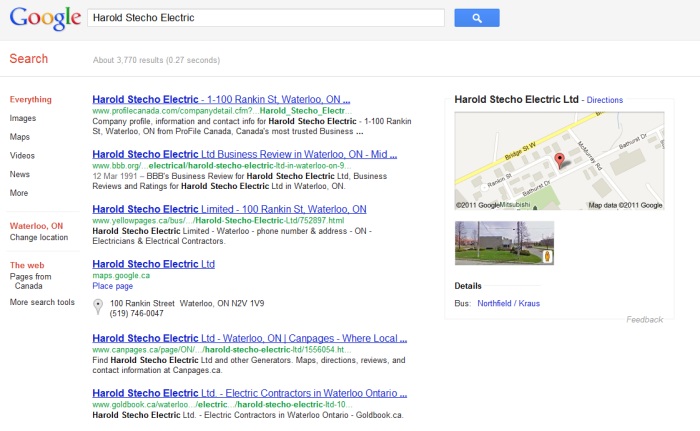 Google
Harold Stecho Electric
Search
About 3,770 results (0.27 seconds)
Everything
Images
Maps
Videos
News
More
Waterloo, ON
Change location
The web
Pages from
Canada
More search tools
Harold Stecho Electric - 1-100 Rankin St, Waterloo, ON ...
www.profilecanada.com/companydetail.cfm?...Harold_Stecho_Electr...
Company profile, information and contact info for Harold Stecho Electric - 1-100 Rankin
St, Waterloo, ON from ProFile Canada, Canada's most trusted Business ...
Harold Stecho Electric Ltd Business Review in Waterloo, ON - Mid ...
www.bbb.org/...electrical/harold-stecho-electric-ltd-in-waterloo-on-9...
12 Mar 1991 – BBB's Business Review for Harold Stecho Electric Ltd, Business
Reviews and Ratings for Harold Stecho Electric Ltd in Waterloo, ON.
Harold Stecho Electric Limited - 100 Rankin St, Waterloo, ON
www.yellowpages.ca/bus/.../Harold-Stecho-Electric-Ltd/752897.html
Harold Stecho Electric Limited - Waterloo - phone number & address - ON -
Electricians & Electrical Contractors.
Harold Stecho Electric Ltd
maps.google.ca
Place page
100 Rankin Street Waterloo, ON N2V 1V9
(519) 746-0047
Harold Stecho Electric Ltd - Waterloo, ON | Canpages - Where Local ...
www.canpages.ca/page/ON/.../harold-stecho-electric-ltd/1556054.ht...
Find Harold Stecho Electric Ltd and other Generators. Maps, directions, reviews, and
contact information at Canpages.ca.
Harold Stecho Electric Ltd. - Electric Contractors in Waterloo Ontario ...
www.goldbook.ca/waterloo.../electric.../harold-stecho-electric-ltd-10...
Harold Stecho Electric Ltd. - Electric Contractors in Waterloo Ontario - Goldbook.ca.
Harold Stecho Electric Ltd - Directions
Bridge St W
McMurray Rd
Rankin St
Bathurst Dr
Bathurst Dr
©2011 Google Mitsubishi Map data ©2011 Google
Details
Bus: Northfield / Kraus
Feedback